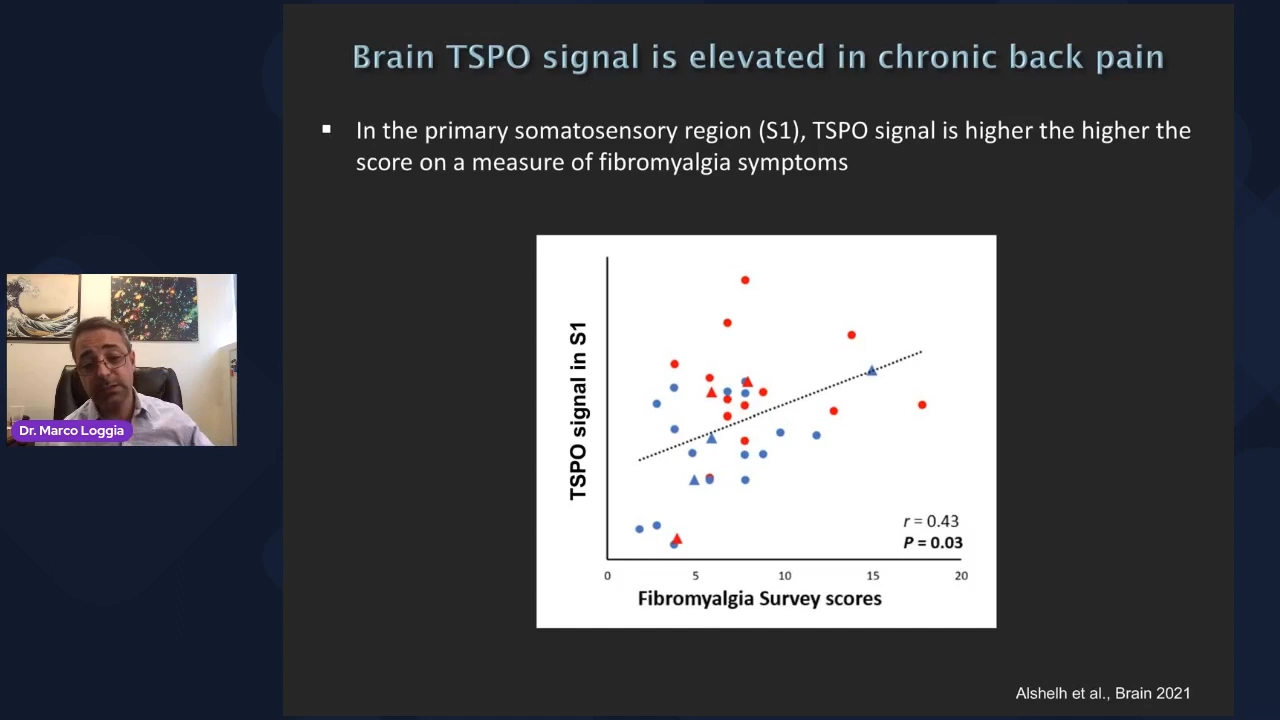 Brain TSPO signal is elevated in chronic back pain
▪ In the primary somatosensory region (S1), TSPO signal is higher the higher the
score on a measure of fibromyalgia symptoms
TSPO signal in S1
r = 0.43
P = 0.03
0 5 10 15 20
Fibromyalgia Survey scores
Dr. Marco Loggia
Alshelh et al., Brain 2021